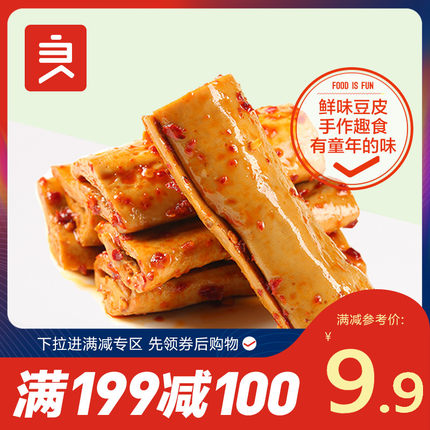 良
FOOD IS FUN
鲜味豆皮
手作趣食
有童年的味
下拉进满减专区 先领券后购物
满减参考价:
满199减100
¥9.9